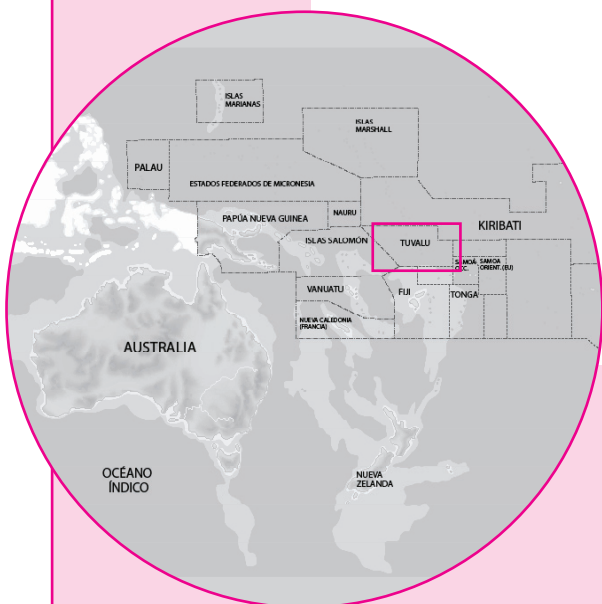 ISLAS
MARIANAS
ISLAS
MARSHALL
PALAU
ESTADOS FEDERADOS DE MICRONESIA
PAPÚA NUEVA GUINEA
NAURU
KIRIBATI
ISLAS SALOMÓN
TUVALU
SAMOA
OCC.
SAMOA
ORIENT. (EU)
VANUATU
FIJI
TONGA
NUEVA CALEDONIA
(FRANCIA)
AUSTRALIA
OCÉANO
ÍNDICO
NUEVA
ZELANDA